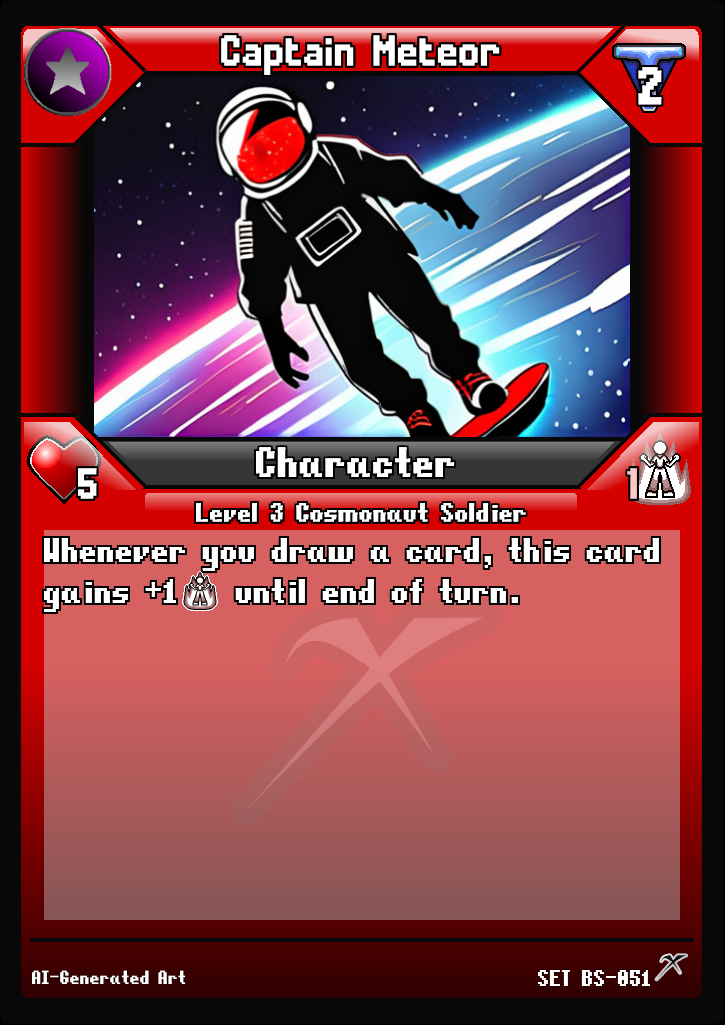 Captain Meteor
2
Character
5
1
Level 3 Cosmonaut Soldier
Whenever you draw a card, this card
gains +1 until end of turn.
AI-Generated Art
SET BS-051